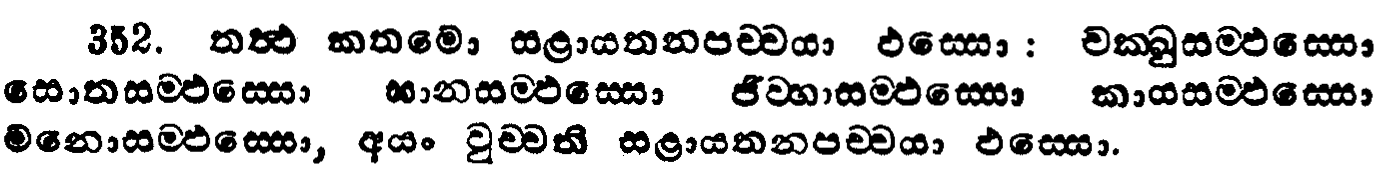 352. තත්‍ථ කතමො සළායතනපච්චයා ඵස්සො: චක්ඛුසම්ඵස්සො
සොතසම්ඵස්සො ඝානසම්ඵස්සො ජිව්හාසම්ඵස්සො කායසම්ඵස්සො
මනොසම්ඵස්සො, අයං වුච්චති සළායතනපච්චයා ඵස්සො.